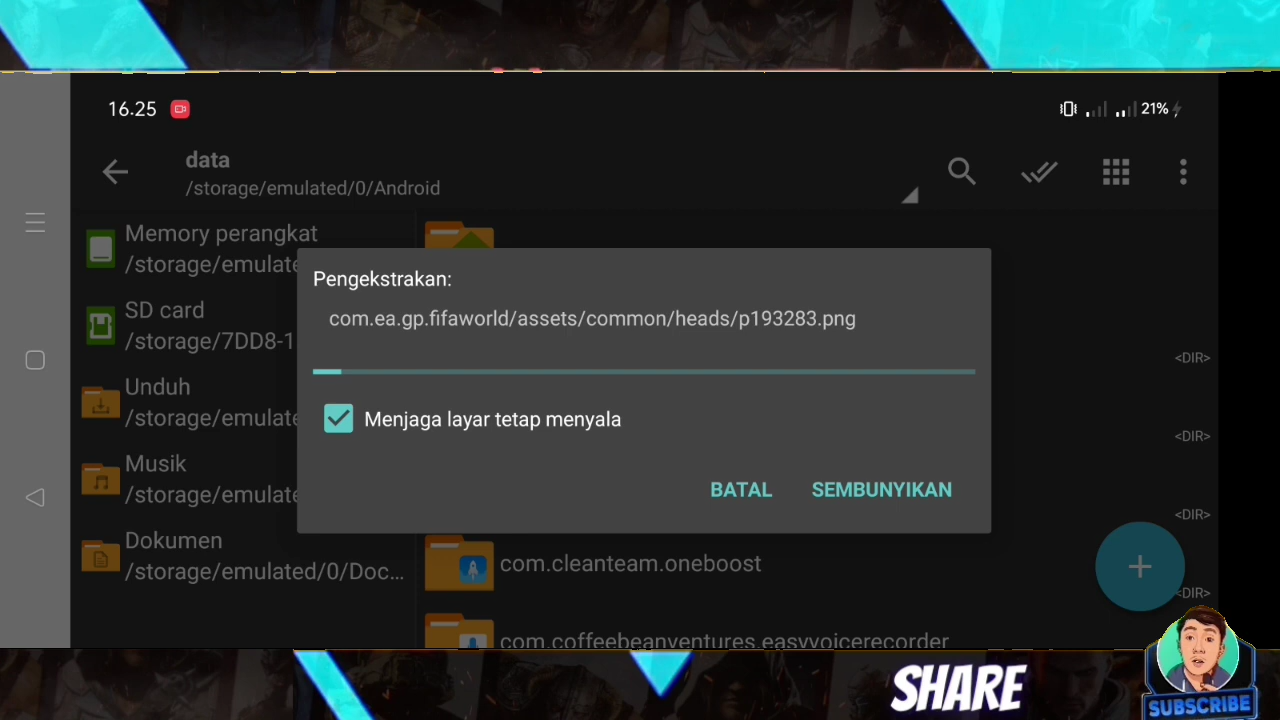 16.25
21%
data
/storage/emulated/0/Android
Memory perangkat
/storage/emulate
SD card
/storage/7DD8-1
Unduh
/storage/emulate
Musik
/storage/emulate
Dokumen
/storage/emulated/0/Doc...
Pengekstrakan:
com.ea.gp.fifaworld/assets/common/heads/p193283.png
Menjaga layar tetap menyala
BATAL
SEMBUNYIKAN
<DIR>
<DIR>
<DIR>
com.cleanteam.oneboost
<DIR>
com.coffeebeanventures.easyvoicerecorder
SHARE
SUBSCRIBE